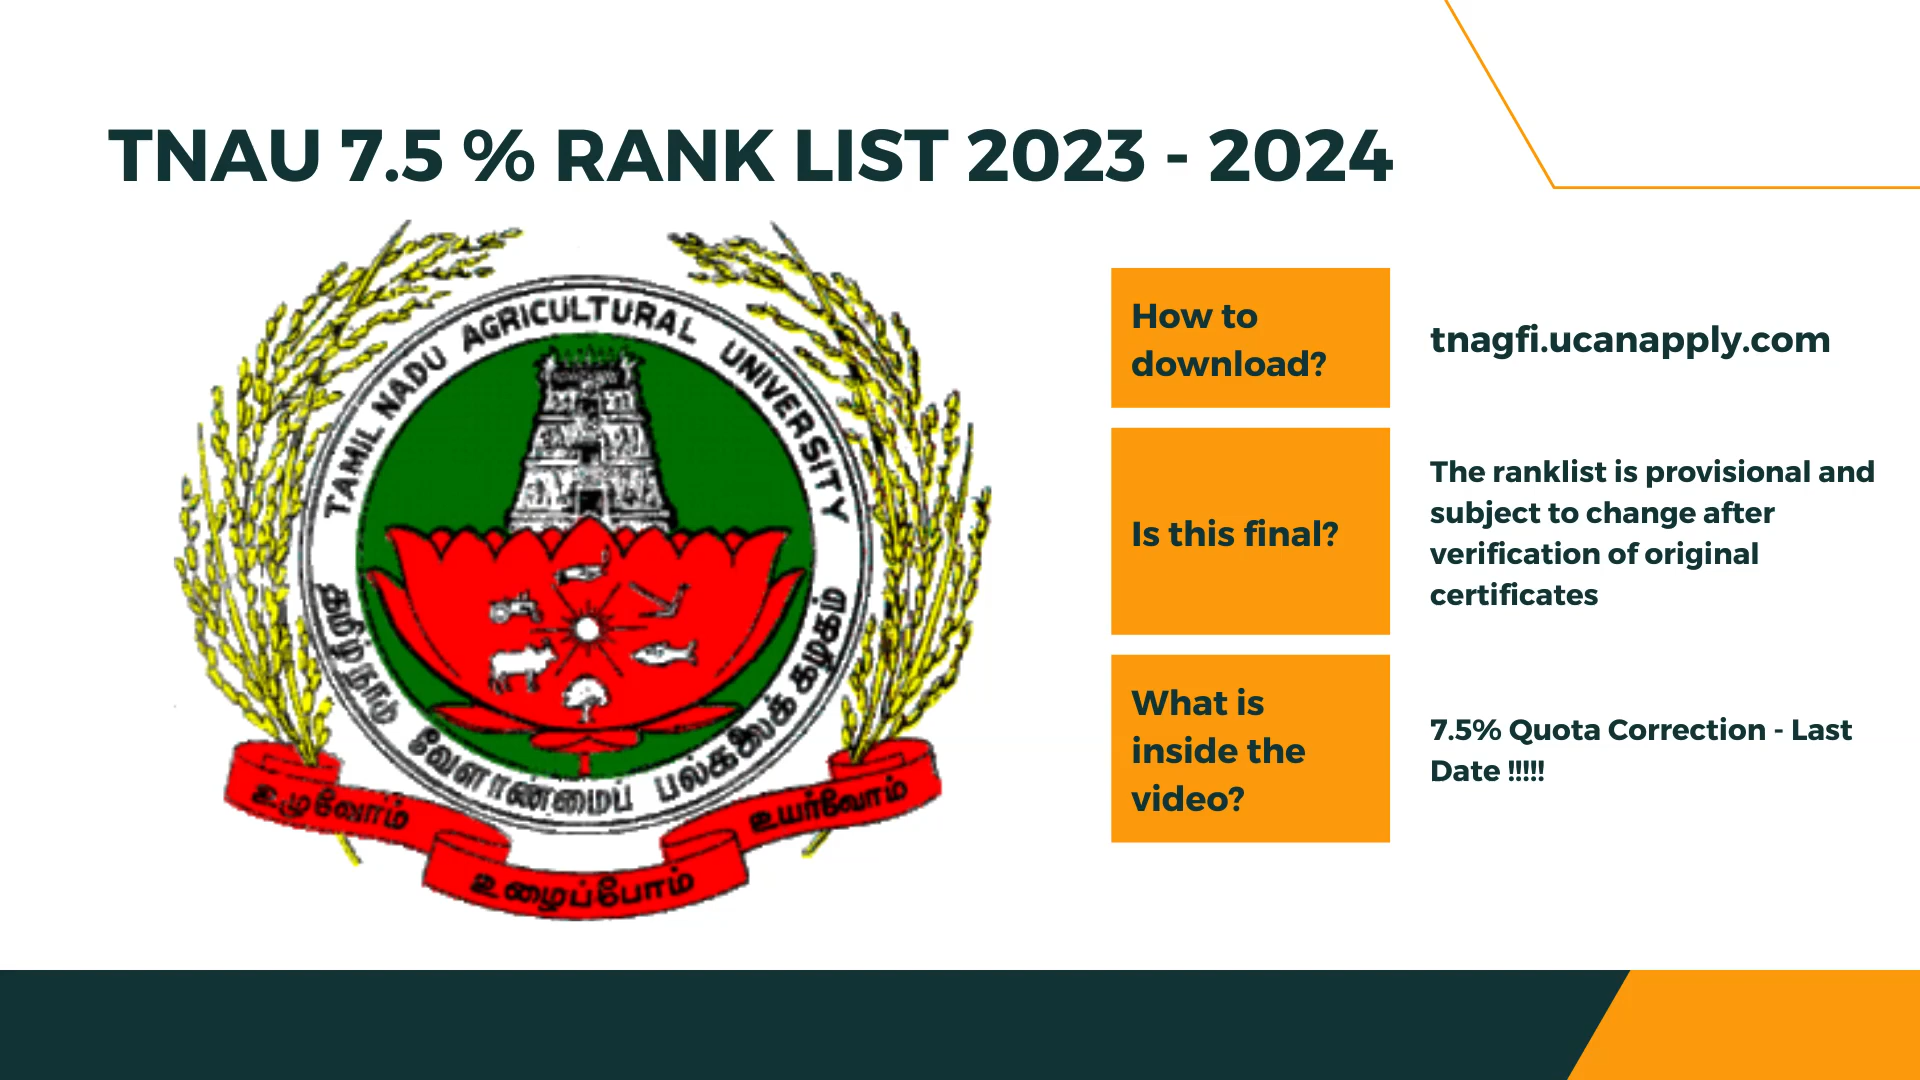 TNAU 7.5 % RANK LIST 2023 - 2024
TAMIL NADU AGRICULTURAL UNIVERSITY
தமிழ்நாடு வேளாண்மைப் பல்கலைக் கழகம்
உழுவோம்
உழைப்போம்
உயர்வோம்
How to
download?
tnagfi.ucanapply.com
Is this final?
The ranklist is provisional and
subject to change after
verification of original
certificates
What is
inside the
video?
7.5% Quota Correction - Last
Date !!!!!